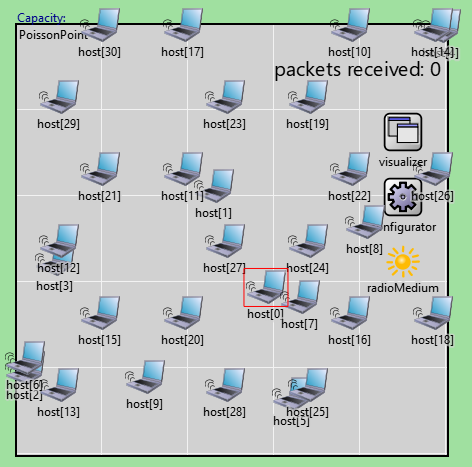 Capacity:
PoissonPoint
host[30]
host[17]
host[10]
host[14]
packets received: 0
host[29]
host[23]
host[19]
visualizer
host[21]
host[11]
host[22]
host[26]
host[1]
nfigurator
host[8]
host[12]
host[27]
host[24]
host[3]
radioMedium
host[0]
host[7]
host[15]
host[20]
host[16]
host[18]
host[6]
host[2]
host[13]
host[9]
host[28]
host[25]
host[5]